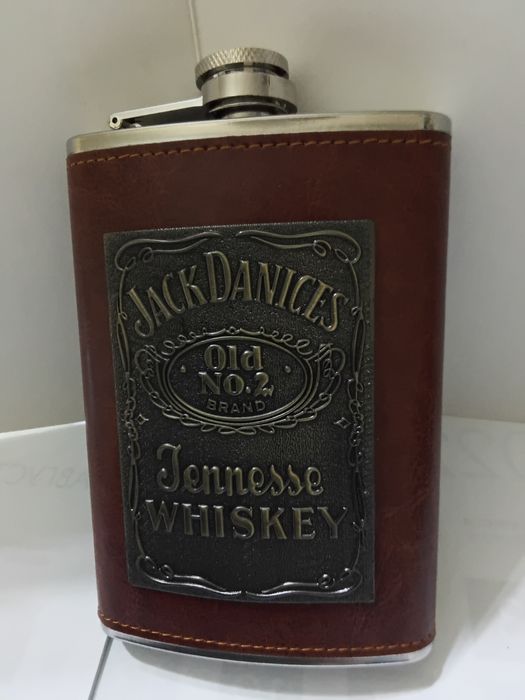 JACK DANICES
Old
NO.2
BRAND
Jennesse
WHISKEY